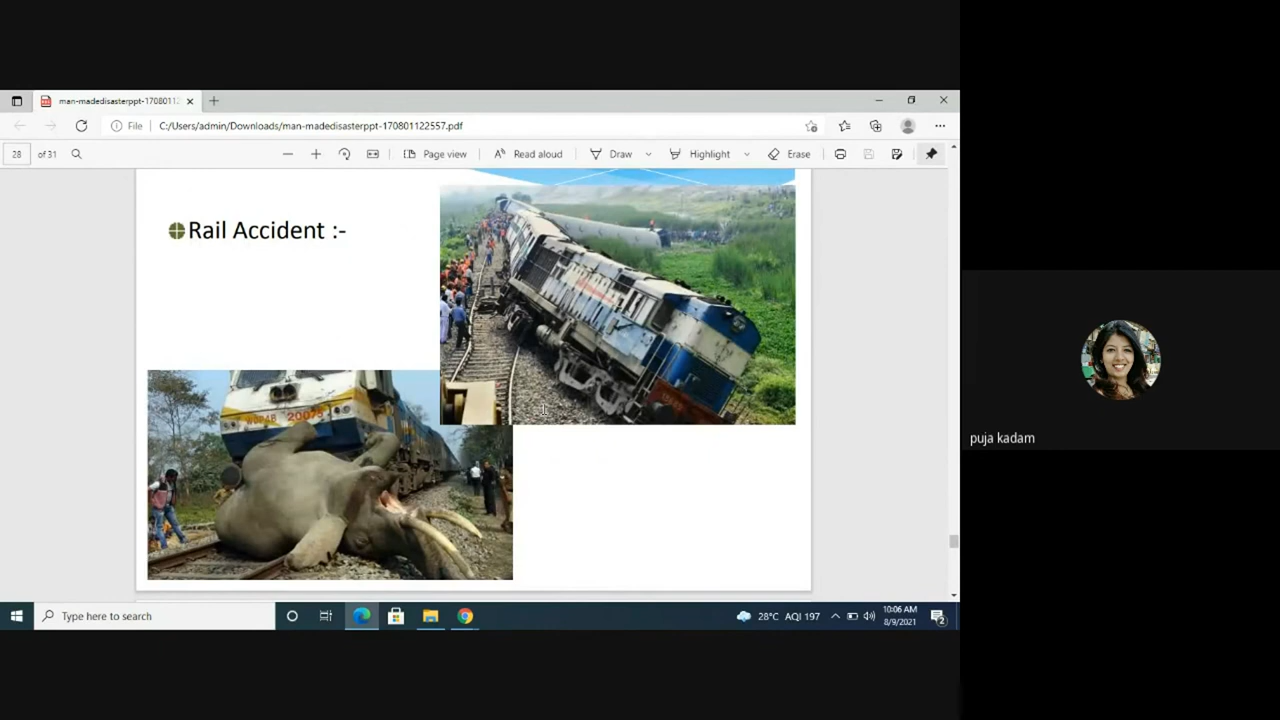 man-madedisasterppt-170801122
File
C:/Users/admin/Downloads/man-madedisasterppt-170801122557.pdf
28 of 31
Page view
Read aloud
Draw
Highlight
Erase
Rail Accident :-
20075
puja kadam
Type here to search
28°C AQI 197
10:06 AM
8/9/2021
2